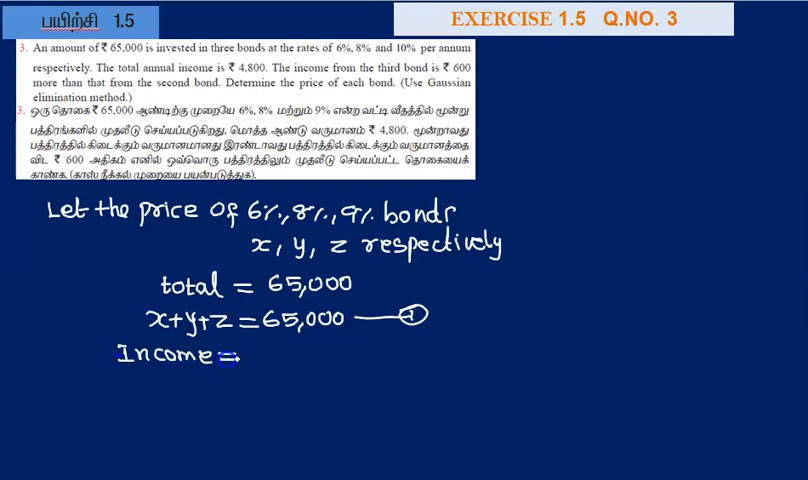 பயிற்சி 1.5
EXERCISE 1.5 Q.NO. 3
3. An amount of ₹ 65,000 is invested in three bonds at the rates of 6%, 8% and 10% per annum
respectively. The total annual income is ₹ 4,800. The income from the third bond is ₹ 600
more than that from the second bond. Determine the price of each bond. (Use Gaussian
elimination method.)
3. ஒரு தொகை ₹ 65,000 ஆண்டிற்கு முறையே 6%, 8% மற்றும் 9% என்ற வட்டி வீதத்தில் மூன்று
பத்திரங்களில் முதலீடு செய்யப்படுகிறது. மொத்த ஆண்டு வருமானம் ₹ 4,800. மூன்றாவது
பத்திரத்தில் கிடைக்கும் வருமானமானது இரண்டாவது பத்திரத்தில் கிடைக்கும் வருமானத்தை
விட ₹ 600 அதிகம் எனில் ஒவ்வொரு பத்திரத்திலும் முதலீடு செய்யப்பட்ட தொகையைக்
காண்க. (காஸ் நீக்கல் முறையை பயன்படுத்துக).
Let the price of 6%, 8%, 9% bonds
x, y, z respectively
total = 65,000
x+y+z = 65,000 — ①
Income =